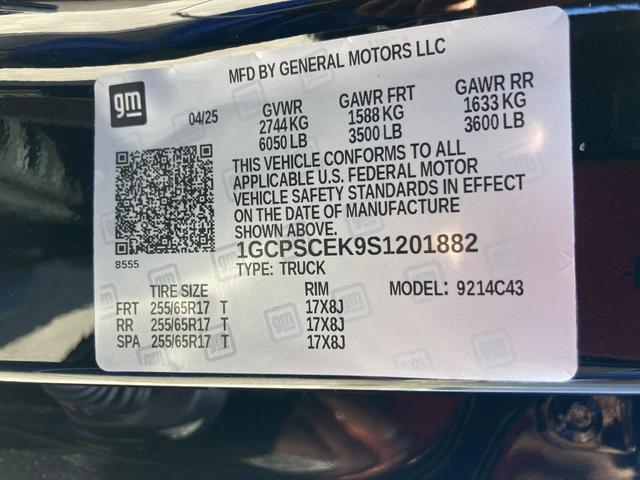 MFD BY GENERAL MOTORS LLC
gm
04/25
GVWR GAWR FRT GAWR RR
2744 KG 1588 KG 1633 KG
6050 LB 3500 LB 3600 LB
THIS VEHICLE CONFORMS TO ALL
APPLICABLE U.S. FEDERAL MOTOR
VEHICLE SAFETY STANDARDS IN EFFECT
ON THE DATE OF MANUFACTURE
SHOWN ABOVE.
8555
1GCPSCEK9S1201882
TYPE: TRUCK
TIRE SIZE RIM MODEL: 9214C43
FRT 255/65R17 T 17X8J
RR 255/65R17 T 17X8J
SPA 255/65R17 T 17X8J